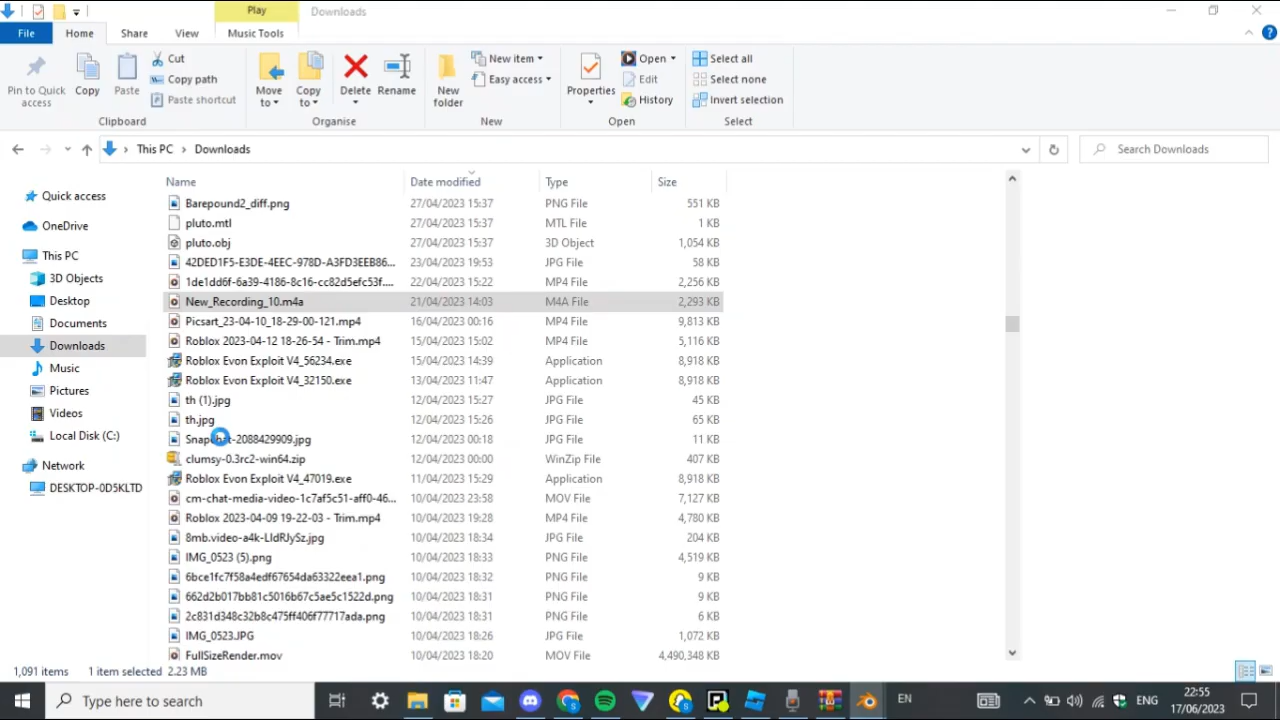 Play
Downloads
File
Home
Share
View
Music Tools
Pin to Quick access
Copy
Paste
Cut
Copy path
Paste shortcut
Clipboard
Move to
Copy to
Delete
Rename
Organise
New folder
New item
Easy access
New
Properties
Open
Edit
History
Open
Select all
Select none
Invert selection
Select
This PC
Downloads
Search Downloads
Quick access
OneDrive
This PC
3D Objects
Desktop
Documents
Downloads
Music
Pictures
Videos
Local Disk (C:)
Network
DESKTOP-0D5KLTD
Name Date modified Type Size
Barepound2_diff.png 27/04/2023 15:37 PNG File 551 KB
pluto.mtl 27/04/2023 15:37 MTL File 1 KB
pluto.obj 27/04/2023 15:37 3D Object 1,054 KB
42DED1F5-E3DE-4EEC-978D-A3FD3EEB86... 23/04/2023 19:53 JPG File 58 KB
1de1dd6f-6a39-4186-8c16-cc82d5efc53f.... 22/04/2023 15:22 MP4 File 2,256 KB
New_Recording_10.m4a 21/04/2023 14:03 M4A File 2,293 KB
Picsart_23-04-10_18-29-00-121.mp4 16/04/2023 00:16 MP4 File 9,813 KB
Roblox 2023-04-12 18-26-54 - Trim.mp4 15/04/2023 15:02 MP4 File 5,116 KB
Roblox Evon Exploit V4_56234.exe 15/04/2023 14:39 Application 8,918 KB
Roblox Evon Exploit V4_32150.exe 13/04/2023 11:47 Application 8,918 KB
th (1).jpg 12/04/2023 15:27 JPG File 45 KB
th.jpg 12/04/2023 15:26 JPG File 65 KB
Snapchat-2088429909.jpg 12/04/2023 00:18 JPG File 11 KB
clumsy-0.3rc2-win64.zip 12/04/2023 00:00 WinZip File 407 KB
Roblox Evon Exploit V4_47019.exe 11/04/2023 15:29 Application 8,918 KB
cm-chat-media-video-1c7af5c51-aff0-46... 10/04/2023 23:58 MOV File 7,127 KB
Roblox 2023-04-09 19-22-03 - Trim.mp4 10/04/2023 19:28 MP4 File 4,780 KB
8mb.video-a4k-LIdRJySz.jpg 10/04/2023 18:34 JPG File 204 KB
IMG_0523 (5).png 10/04/2023 18:33 PNG File 4,519 KB
6bce1fc7f58a4edf67654da63322eea1.png 10/04/2023 18:32 PNG File 9 KB
662d2b017bb81c5016b67c5ae5c1522d.png 10/04/2023 18:31 PNG File 9 KB
2c831d348c32b8c475ff406f77717ada.png 10/04/2023 18:31 PNG File 6 KB
IMG_0523.JPG 10/04/2023 18:26 JPG File 1,072 KB
FullSizeRender.mov 10/04/2023 18:20 MOV File 4,490,348 KB
1,091 items 1 item selected 2.23 MB
Type here to search
EN
ENG
22:55
17/06/2023